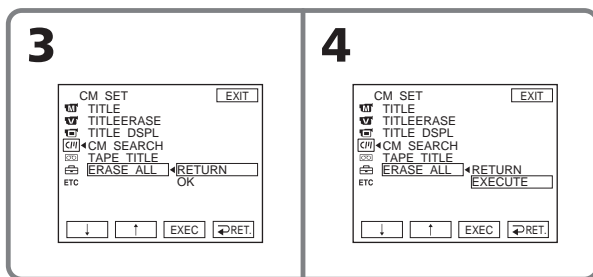 3
CM SET EXIT
TITLE
TITLEERASE
TITLE DSPL
CM SEARCH
TAPE TITLE
ERASE ALL RETURN
OK
ETC
↓ ↑ EXEC RET.
4
CM SET EXIT
TITLE
TITLEERASE
TITLE DSPL
CM SEARCH
TAPE TITLE
ERASE ALL RETURN
ETC EXECUTE
↓ ↑ EXEC RET.